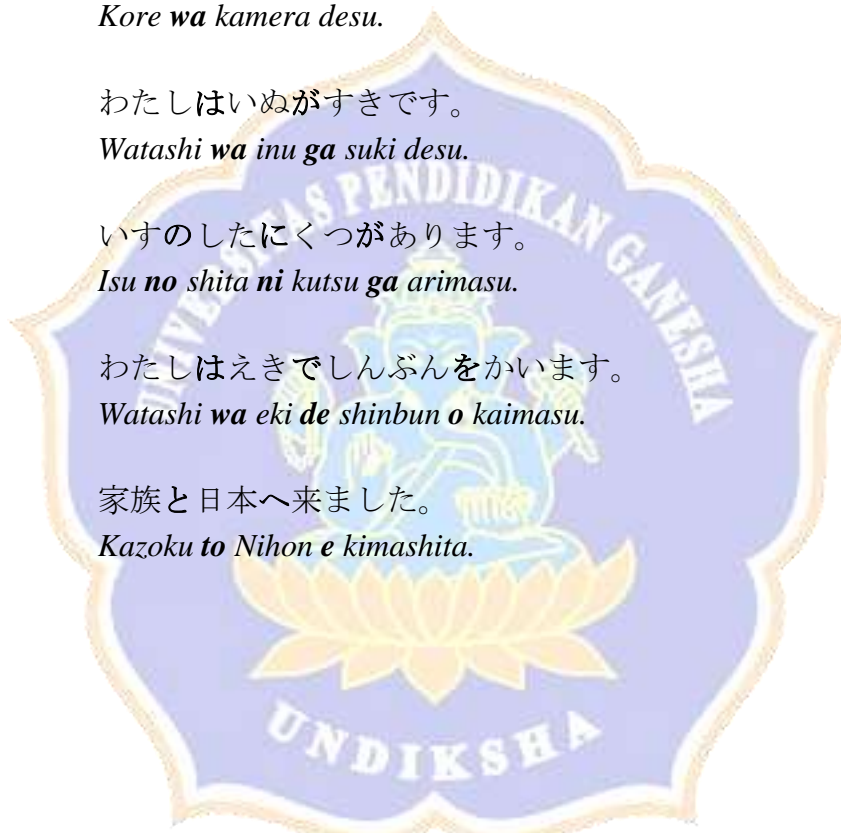 Kore wa kamera desu.
わたしはいぬがすきです。
Watashi wa inu ga suki desu.
いすのしたにくつがあります。
Isu no shita ni kutsu ga arimasu.
わたしはえきでしんぶんをかいます。
Watashi wa eki de shinbun o kaimasu.
家族と日本へ来ました。
Kazoku to Nihon e kimashita.
UNIVERSITAS PENDIDIKAN GANESHA
UNDIKSHA